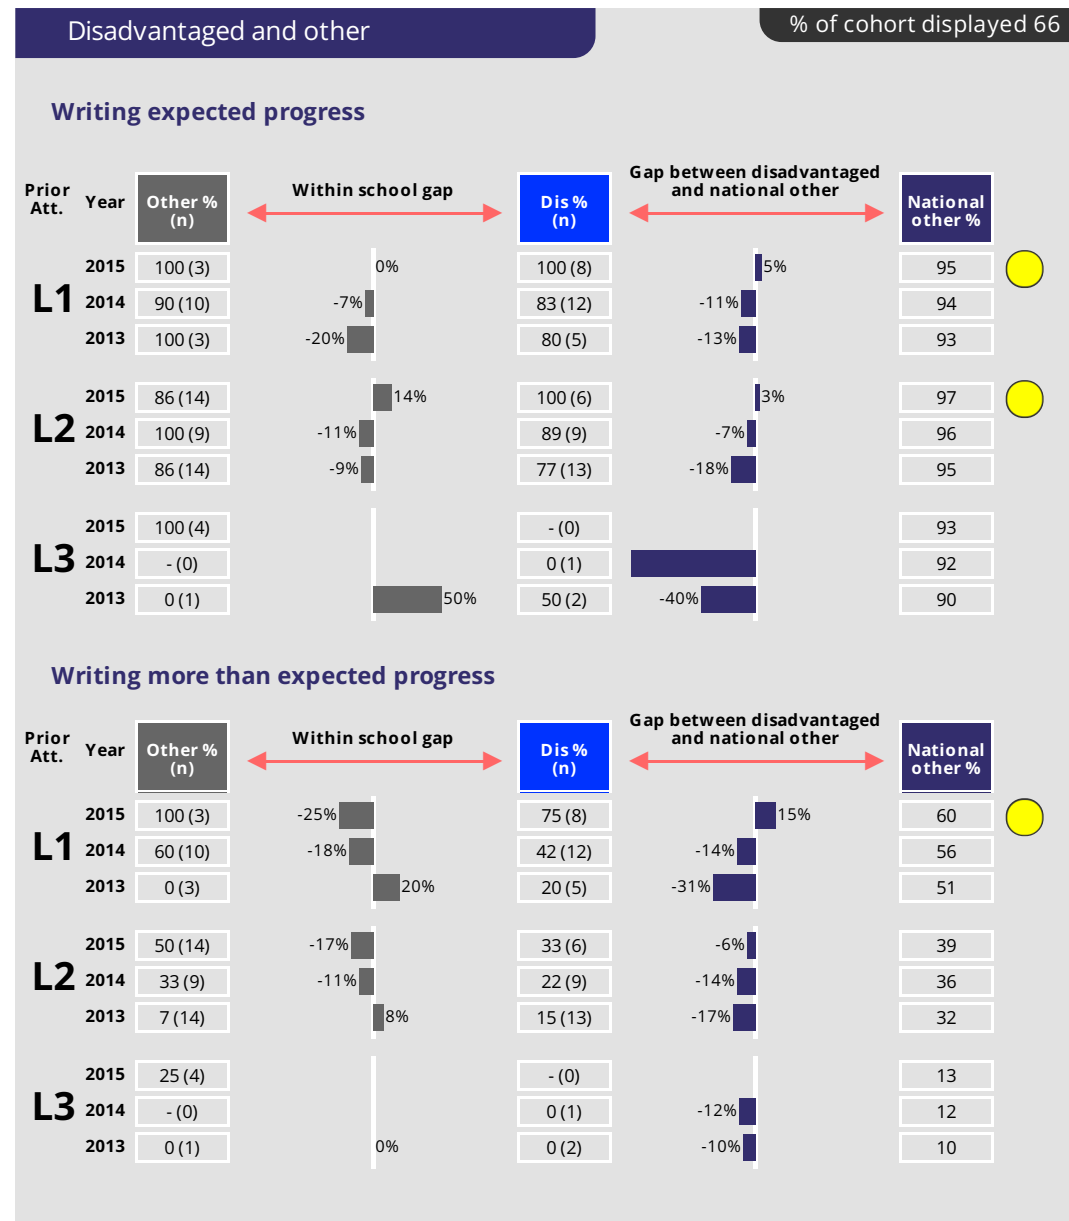 Disadvantaged and other
% of cohort displayed 66
Writing expected progress
Prior Att.
Year
Other % (n)
Within school gap
Dis % (n)
Gap between disadvantaged and national other
National other %
L1
2015 100 (3) 0% 100 (8) 5% 95
2014 90 (10) -7% 83 (12) -11% 94
2013 100 (3) -20% 80 (5) -13% 93
L2
2015 86 (14) 14% 100 (6) 3% 97
2014 100 (9) -11% 89 (9) -7% 96
2013 86 (14) -9% 77 (13) -18% 95
L3
2015 100 (4) - (0) 93
2014 - (0) 0 (1) 92
2013 0 (1) 50% 50 (2) -40% 90
Writing more than expected progress
Prior Att.
Year
Other % (n)
Within school gap
Dis % (n)
Gap between disadvantaged and national other
National other %
L1
2015 100 (3) -25% 75 (8) 15% 60
2014 60 (10) -18% 42 (12) -14% 56
2013 0 (3) 20% 20 (5) -31% 51
L2
2015 50 (14) -17% 33 (6) -6% 39
2014 33 (9) -11% 22 (9) -14% 36
2013 7 (14) 8% 15 (13) -17% 32
L3
2015 25 (4) - (0) 13
2014 - (0) 0 (1) -12% 12
2013 0 (1) 0% 0 (2) -10% 10